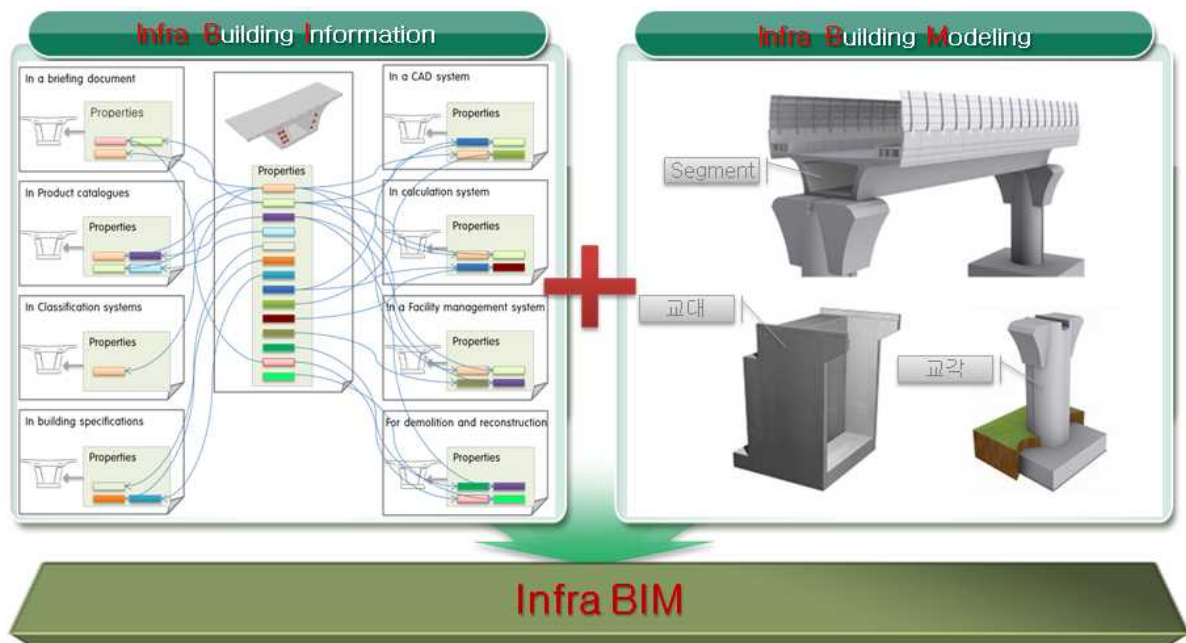 Infra Building Information
In a briefing document
Properties
In Product catalogues
Properties
In Classification systems
Properties
In building specifications
Properties
Properties
In a CAD system
Properties
In calculation system
Properties
In a Facility management system
Properties
For demolition and reconstruction
Properties
Infra Building Modeling
Segment
교대
교각
Infra BIM